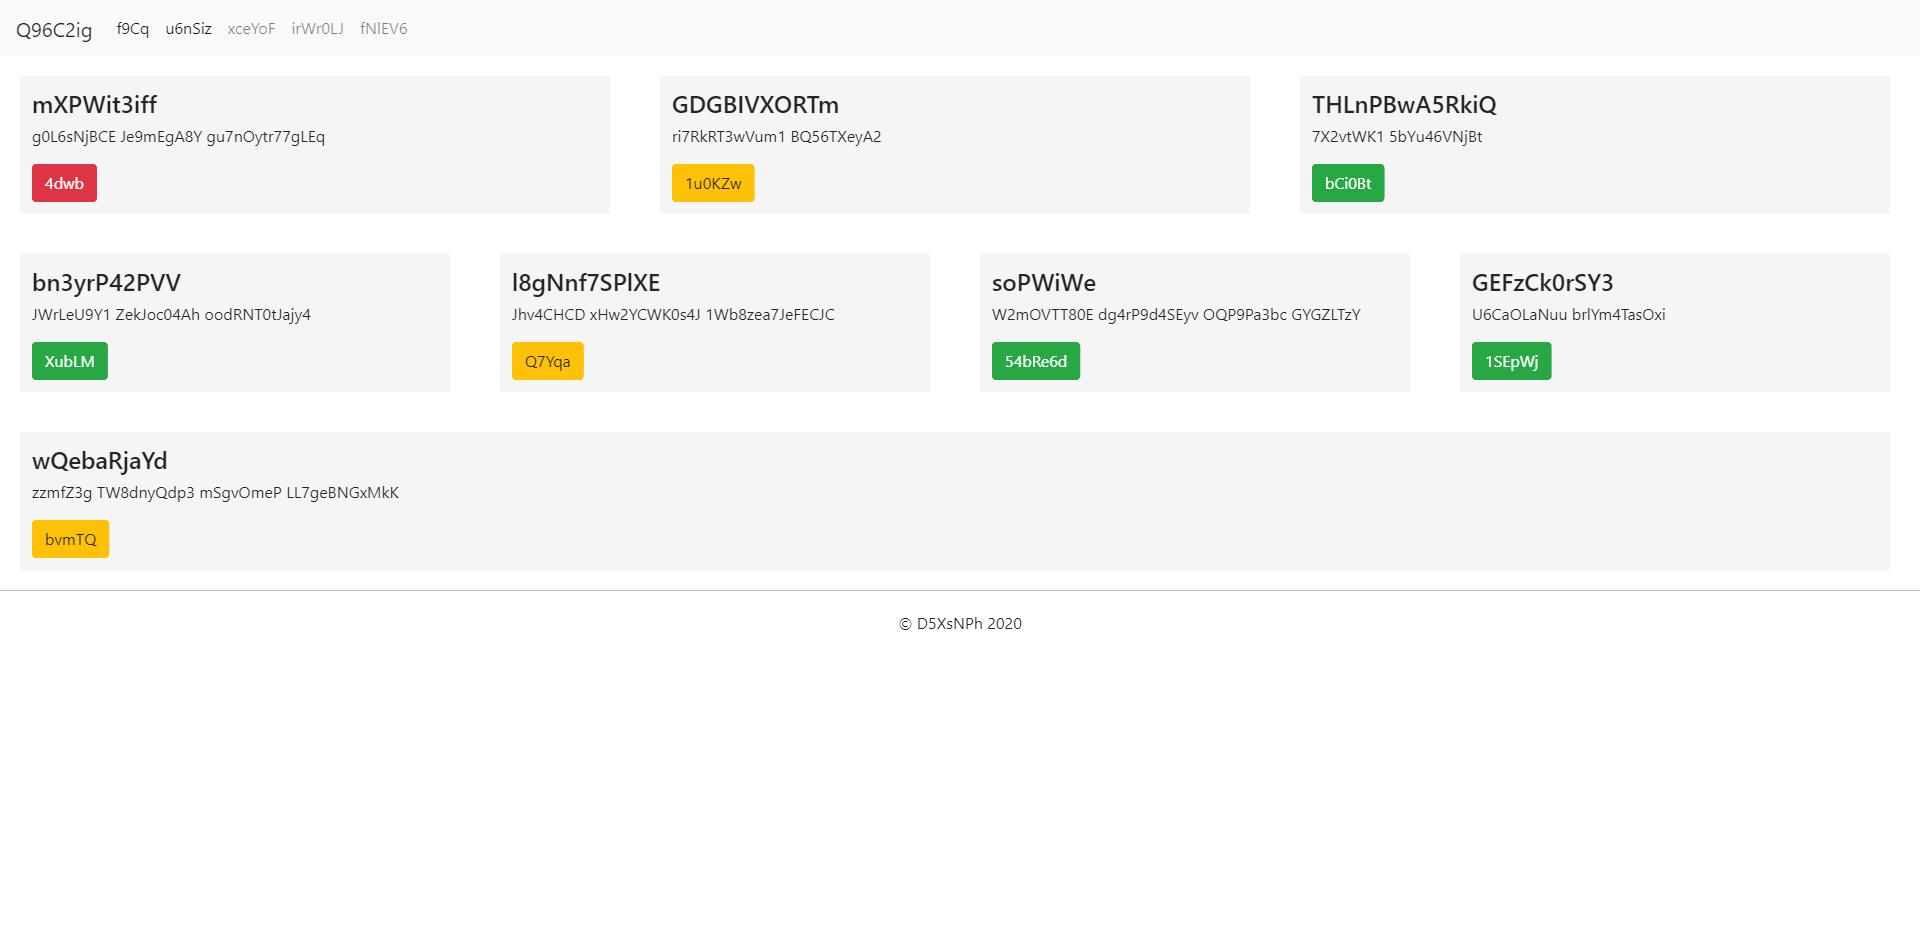 Q96C2ig f9Cq u6nSiz xceYoF irWr0LJ fNlEV6
mXPWit3iff
g0L6sNjBCE Je9mEgA8Y gu7nOytr77gLEq
4dwb
GDGBIVXORTm
ri7RkRT3wVum1 BQ56TXeyA2
1u0KZw
THLnPBwA5RkiQ
7X2vtWK1 5bYu46VNjBt
bCi0Bt
bn3yrP42PVV
JWrLeU9Y1 ZekJoc04Ah oodRNT0tJajy4
XubLM
l8gNnf7SPlXE
Jhv4CHCD xHw2YCWK0s4J 1Wb8zea7JeFECJC
Q7Yqa
soPWiWe
W2mOVTT80E dg4rP9d4SEyv OQP9Pa3bc GYGZLTzY
54bRe6d
GEFzCk0rSY3
U6CaOLaNuu brlYm4TasOxi
1SEpWj
wQebaRjaYd
zzmfZ3g TW8dnyQdp3 mSgvOmeP LL7geBNGxMkK
bvmTQ
© D5XsNPh 2020